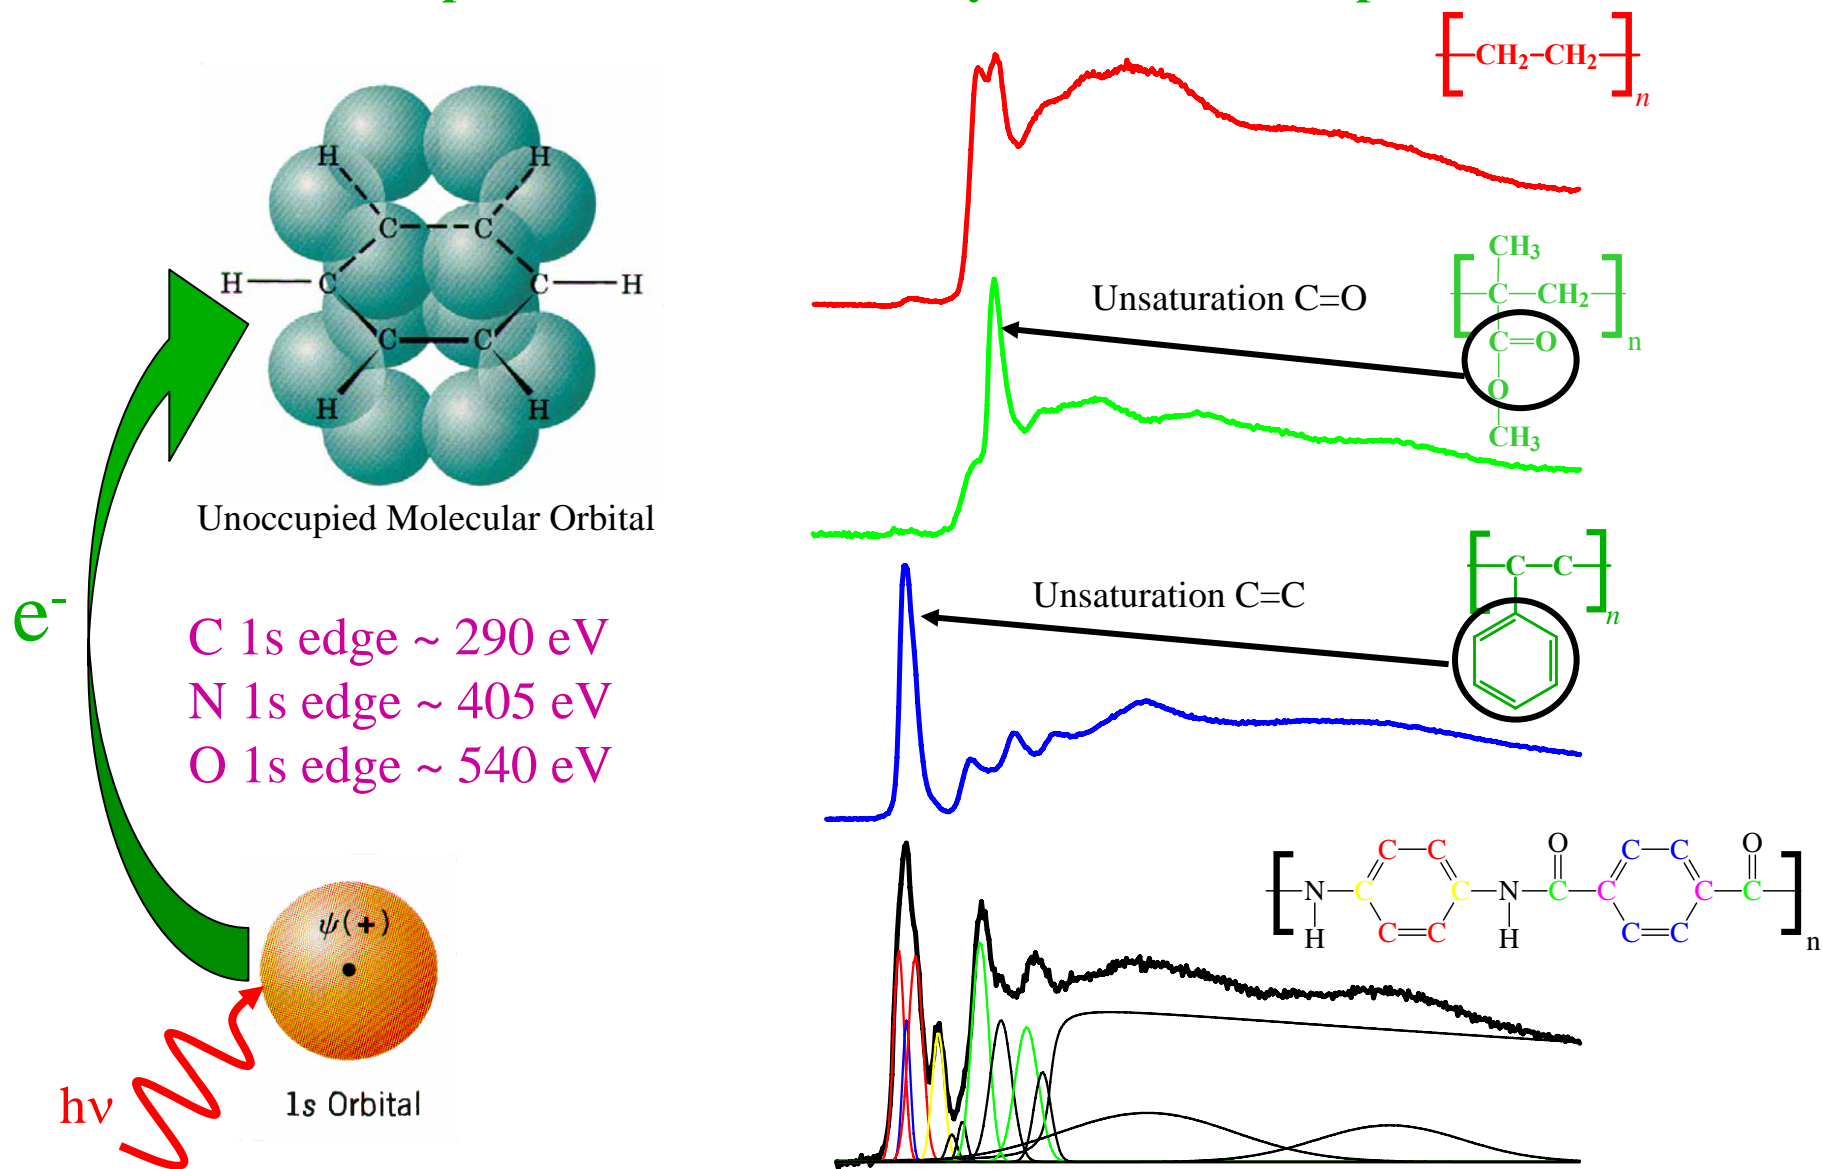 H H
C C
H C C H
C C
H H
Unoccupied Molecular Orbital
e-
C 1s edge ~ 290 eV
N 1s edge ~ 405 eV
O 1s edge ~ 540 eV
ψ(+)
1s Orbital
hν
[CH2-CH2]n
Unsaturation C=O
CH3
C CH2
C=O
n
O
CH3
Unsaturation C=C
C C
n
O O
C C C C
N C C N C C C C
H C=C H C=C
n